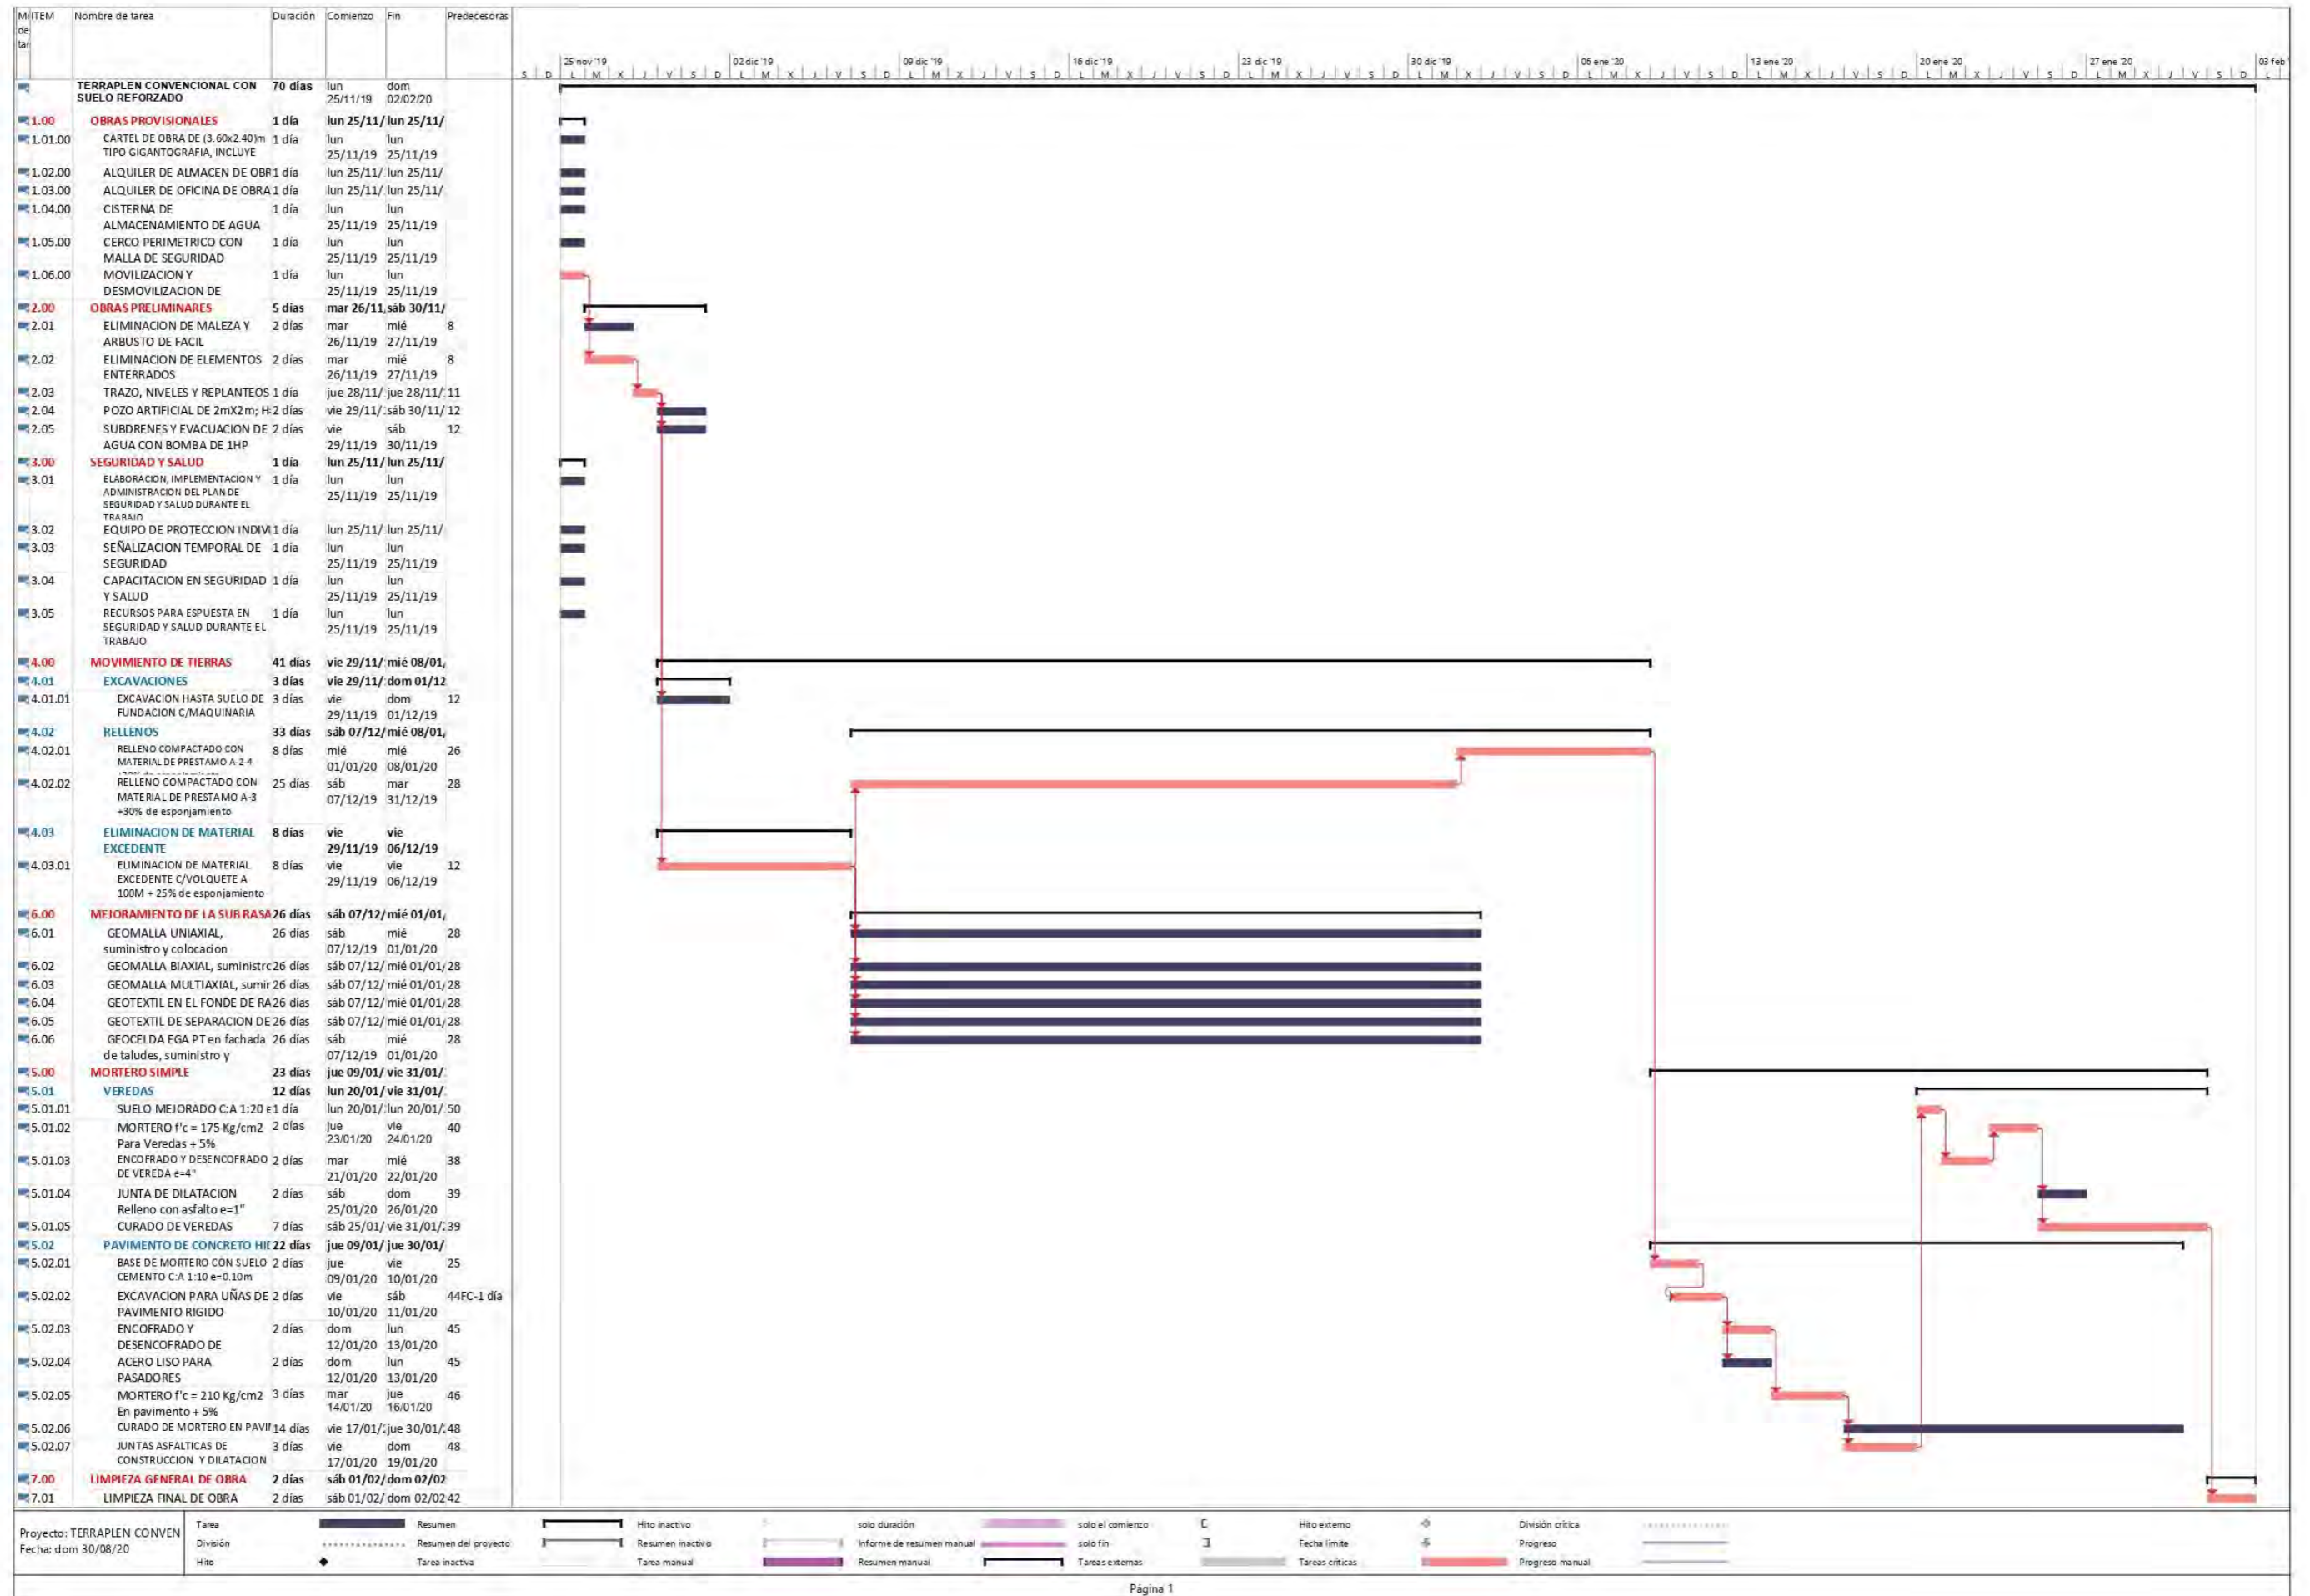 ITEM Nombre de tarea Duración Comienzo Fin Predecesoras
de
tar
25 nov '19 02 dic '19 09 dic '19 16 dic '19 23 dic '19 30 dic '19 06 ene '20 13 ene '20 20 ene '20 27 ene '20 03 feb
S D L M X J V S D L M X J V S D L M X J V S D L M X J V S D L M X J V S D L M X J V S D L M X J V S D L M X J V S D L M X J V S D L M X J V S D L
TERRAPLEN CONVENCIONAL CON 70 días lun dom
SUELO REFORZADO 25/11/19 02/02/20
1.00 OBRAS PROVISIONALES 1 día lun 25/11/ lun 25/11/
1.01.00 CARTEL DE OBRA DE (3.60x2.40)m 1 día lun lun
TIPO GIGANTOGRAFIA, INCLUYE 25/11/19 25/11/19
1.02.00 ALQUILER DE ALMACEN DE OBR 1 día lun 25/11/ lun 25/11/
1.03.00 ALQUILER DE OFICINA DE OBRA 1 día lun 25/11/ lun 25/11/
1.04.00 CISTERNA DE 1 día lun lun
ALMACENAMIENTO DE AGUA 25/11/19 25/11/19
1.05.00 CERCO PERIMETRICO CON 1 día lun lun
MALLA DE SEGURIDAD 25/11/19 25/11/19
1.06.00 MOVILIZACION Y 1 día lun lun
DESMOVILIZACION DE 25/11/19 25/11/19
2.00 OBRAS PRELIMINARES 5 días mar 26/11, sáb 30/11/
2.01 ELIMINACION DE MALEZA Y 2 días mar mié 8
ARBUSTO DE FACIL 26/11/19 27/11/19
2.02 ELIMINACION DE ELEMENTOS 2 días mar mié 8
ENTERRADOS 26/11/19 27/11/19
2.03 TRAZO, NIVELES Y REPLANTEOS 1 día jue 28/11/ jue 28/11/ 11
2.04 POZO ARTIFICIAL DE 2mX2m; H 2 días vie 29/11/ sáb 30/11/ 12
2.05 SUBDRENES Y EVACUACION DE 2 días vie sáb 12
AGUA CON BOMBA DE 1HP 29/11/19 30/11/19
3.00 SEGURIDAD Y SALUD 1 día lun 25/11/ lun 25/11/
3.01 ELABORACION, IMPLEMENTACION Y 1 día lun lun
ADMINISTRACION DEL PLAN DE 25/11/19 25/11/19
SEGURIDAD Y SALUD DURANTE EL
TRABAJO
3.02 EQUIPO DE PROTECCION INDIVI 1 día lun 25/11/ lun 25/11/
3.03 SEÑALIZACION TEMPORAL DE 1 día lun lun
SEGURIDAD 25/11/19 25/11/19
3.04 CAPACITACION EN SEGURIDAD 1 día lun lun
Y SALUD 25/11/19 25/11/19
3.05 RECURSOS PARA ESPUESTA EN 1 día lun lun
SEGURIDAD Y SALUD DURANTE EL 25/11/19 25/11/19
TRABAJO
4.00 MOVIMIENTO DE TIERRAS 41 días vie 29/11/ mié 08/01/
4.01 EXCAVACIONES 3 días vie 29/11/ dom 01/12
4.01.01 EXCAVACION HASTA SUELO DE 3 días vie dom 12
FUNDACION C/MAQUINARIA 29/11/19 01/12/19
4.02 RELLENOS 33 días sáb 07/12/ mié 08/01/
4.02.01 RELLENO COMPACTADO CON 8 días mié mié 26
MATERIAL DE PRESTAMO A-2-4 01/01/20 08/01/20
4.02.02 RELLENO COMPACTADO CON 25 días sáb mar 28
MATERIAL DE PRESTAMO A-3 07/12/19 31/12/19
+30% de esponjamiento
4.03 ELIMINACION DE MATERIAL 8 días vie vie
EXCEDENTE 29/11/19 06/12/19
4.03.01 ELIMINACION DE MATERIAL 8 días vie vie 12
EXCEDENTE C/VOLQUETE A 29/11/19 06/12/19
100M + 25% de esponjamiento
6.00 MEJORAMIENTO DE LA SUB RASA 26 días sáb 07/12/ mié 01/01/
6.01 GEOMALLA UNIAXIAL, 26 días sáb mié 28
suministro y colocacion 07/12/19 01/01/20
6.02 GEOMALLA BIAXIAL, suministrc 26 días sáb 07/12/ mié 01/01/ 28
6.03 GEOMALLA MULTIAXIAL, sumir 26 días sáb 07/12/ mié 01/01/ 28
6.04 GEOTEXTIL EN EL FONDE DE RA 26 días sáb 07/12/ mié 01/01/ 28
6.05 GEOTEXTIL DE SEPARACION DE 26 días sáb 07/12/ mié 01/01/ 28
6.06 GEOCELDA EGA PT en fachada 26 días sáb mié 28
de taludes, suministro y 07/12/19 01/01/20
5.00 MORTERO SIMPLE 23 días jue 09/01/ vie 31/01/
5.01 VEREDAS 12 días lun 20/01/ vie 31/01/
5.01.01 SUELO MEJORADO C:A 1:20 e 1 día lun 20/01/ lun 20/01/ 50
5.01.02 MORTERO f'c = 175 Kg/cm2 2 días jue vie 40
Para Veredas + 5% 23/01/20 24/01/20
5.01.03 ENCOFRADO Y DESENCOFRADO 2 días mar mié 38
DE VEREDA e=4" 21/01/20 22/01/20
5.01.04 JUNTA DE DILATACION 2 días sáb dom 39
Relleno con asfalto e=1" 25/01/20 26/01/20
5.01.05 CURADO DE VEREDAS 7 días sáb 25/01/ vie 31/01/ 39
5.02 PAVIMENTO DE CONCRETO HIE 22 días jue 09/01/ jue 30/01/
5.02.01 BASE DE MORTERO CON SUELO 2 días jue vie 25
CEMENTO C:A 1:10 e=0.10m 09/01/20 10/01/20
5.02.02 EXCAVACION PARA UÑAS DE 2 días vie sáb 44FC-1 día
PAVIMENTO RIGIDO 10/01/20 11/01/20
5.02.03 ENCOFRADO Y 2 días dom lun 45
DESENCOFRADO DE 12/01/20 13/01/20
5.02.04 ACERO LISO PARA 2 días dom lun 45
PASADORES 12/01/20 13/01/20
5.02.05 MORTERO f'c = 210 Kg/cm2 3 días mar jue 46
En pavimento + 5% 14/01/20 16/01/20
5.02.06 CURADO DE MORTERO EN PAVI 14 días vie 17/01/ jue 30/01/ 48
5.02.07 JUNTAS ASFALTICAS DE 3 días vie dom 48
CONSTRUCCION Y DILATACION 17/01/20 19/01/20
7.00 LIMPIEZA GENERAL DE OBRA 2 días sáb 01/02/ dom 02/02
7.01 LIMPIEZA FINAL DE OBRA 2 días sáb 01/02/ dom 02/02 42
Proyecto: TERRAPLEN CONVEN
Fecha: dom 30/08/20
Tarea Resumen Hito inactivo solo duración solo el comienzo Hito externo División crítica
División Resumen del proyecto Resumen inactivo Informe de resumen manual solo fin Fecha límite Progreso
Hito Tarea inactiva Tarea manual Resumen manual Tareas externas Tareas críticas Progreso manual
Página 1